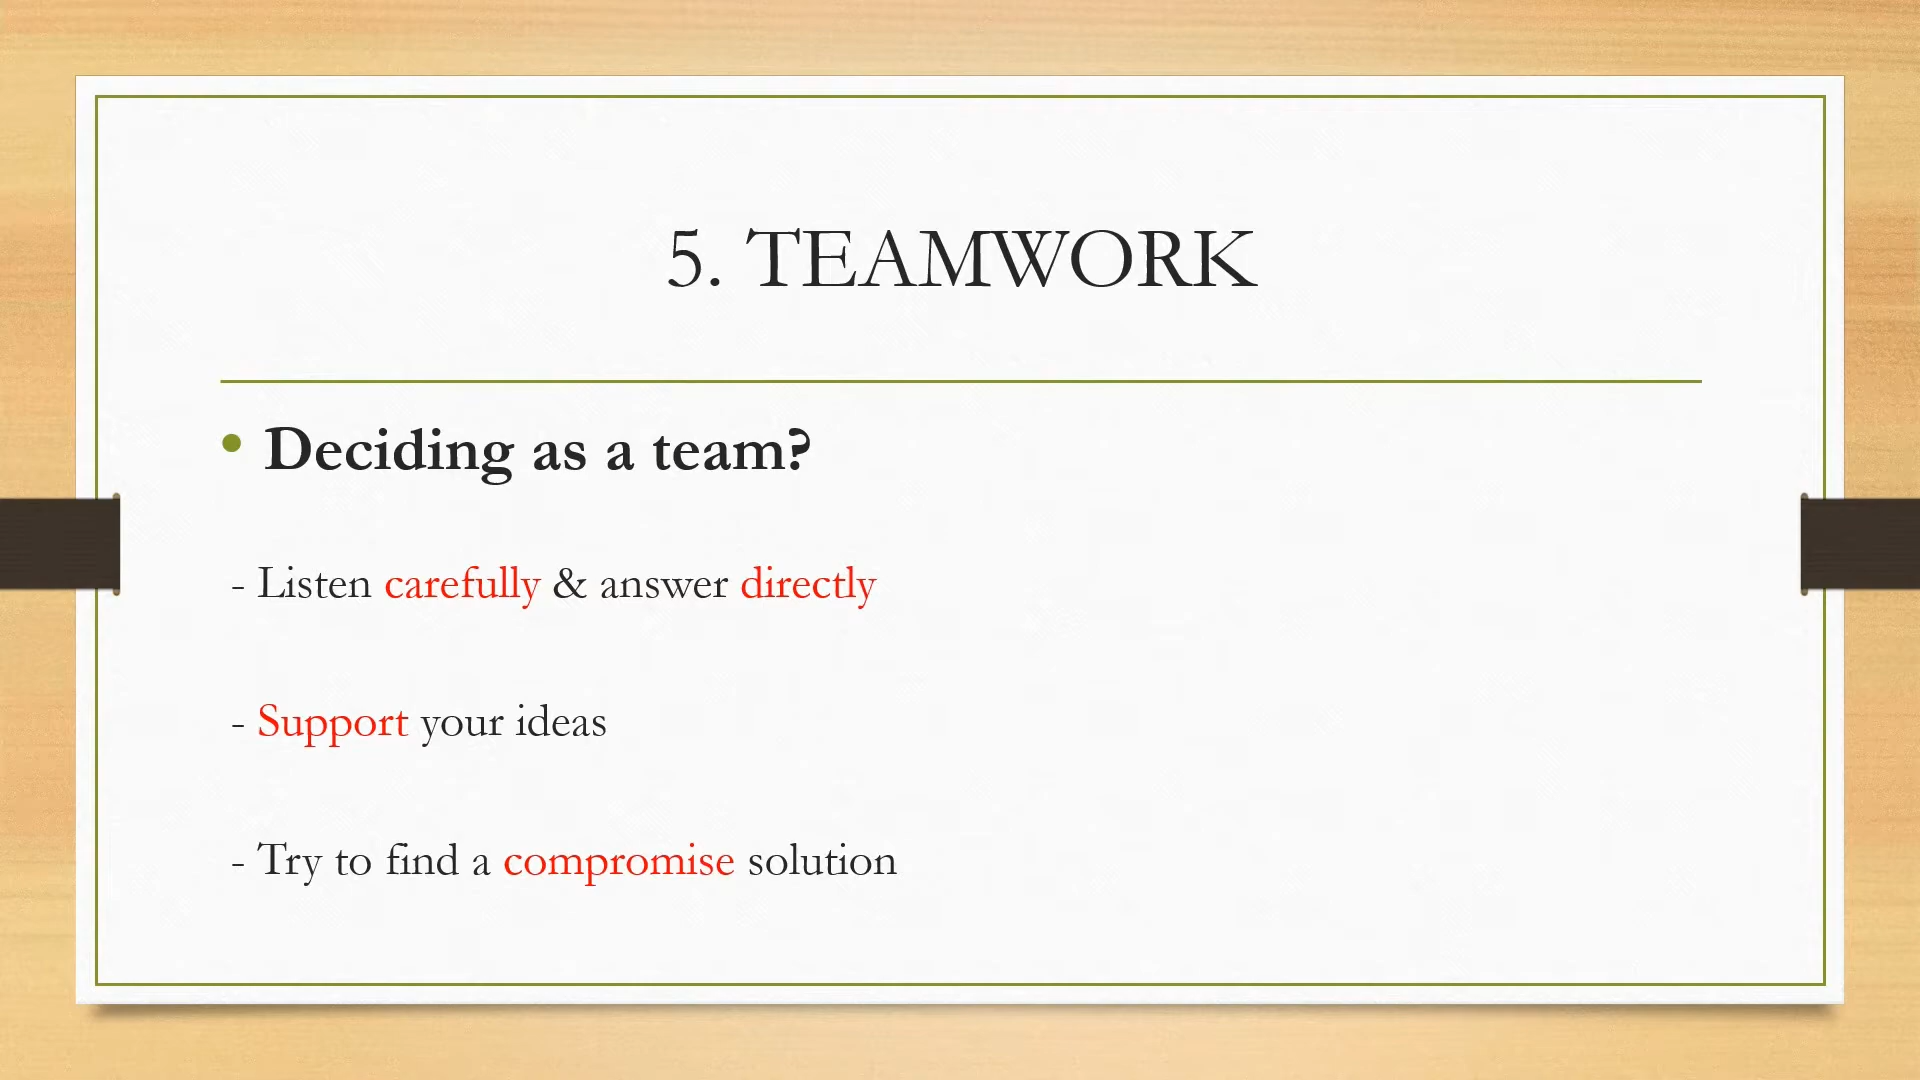 5. TEAMWORK
• Deciding as a team?
- Listen carefully & answer directly
- Support your ideas
- Try to find a compromise solution